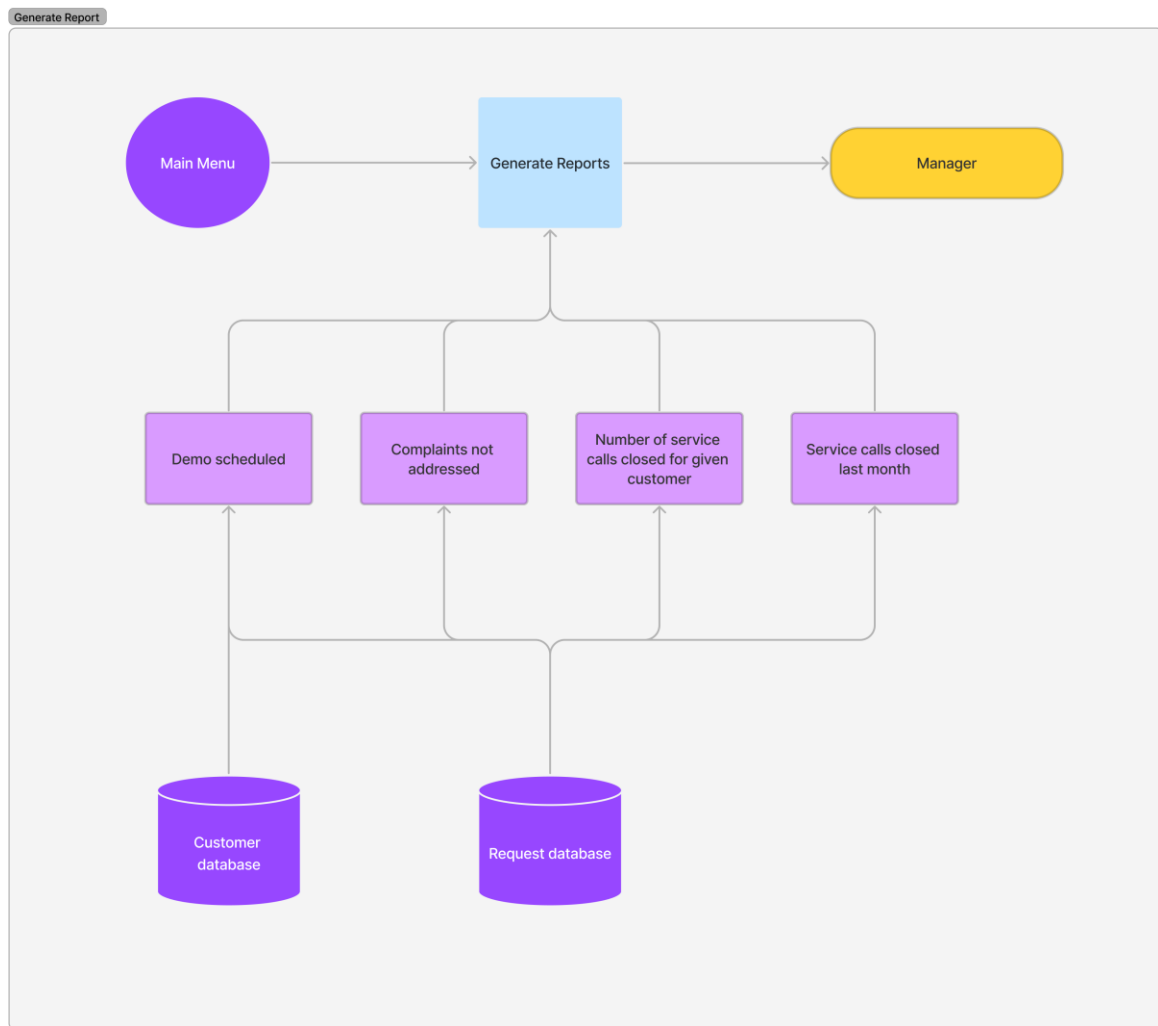 Generate Report
Main Menu
Generate Reports
Manager
Demo scheduled
Complaints not
addressed
Number of service
calls closed for given
customer
Service calls closed
last month
Customer
database
Request database